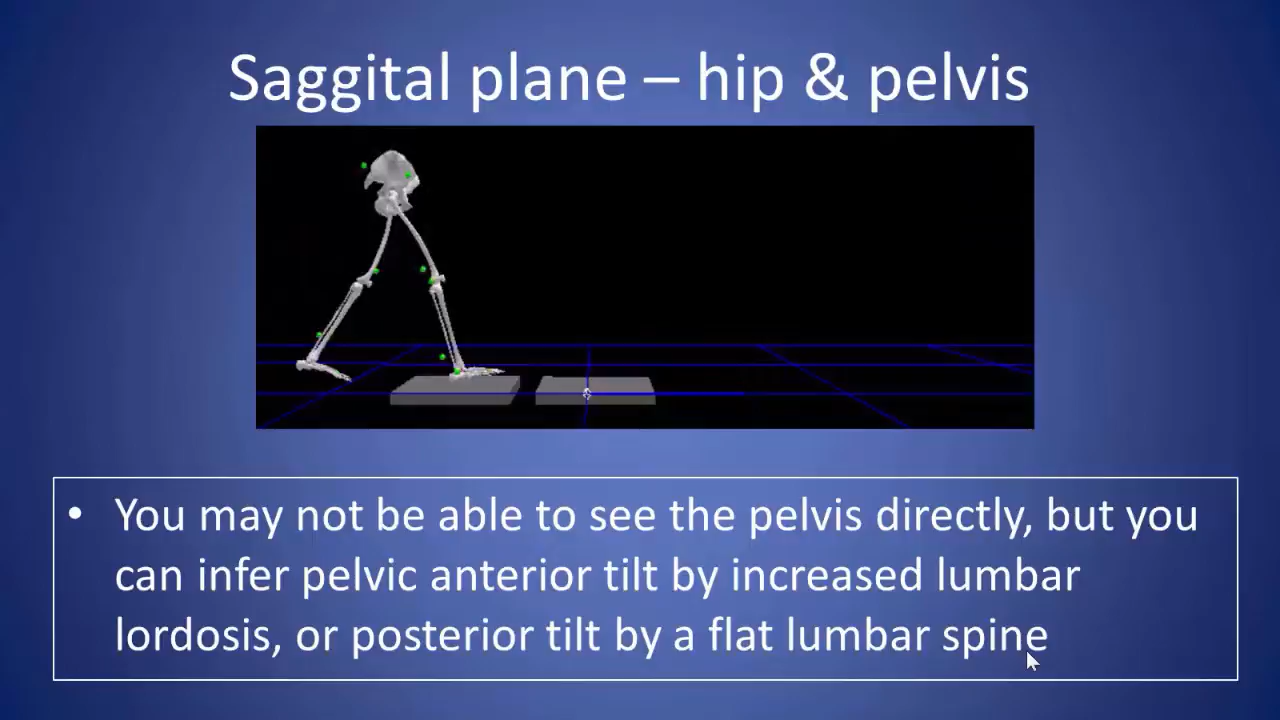 Saggital plane – hip & pelvis
• You may not be able to see the pelvis directly, but you
can infer pelvic anterior tilt by increased lumbar
lordosis, or posterior tilt by a flat lumbar spine